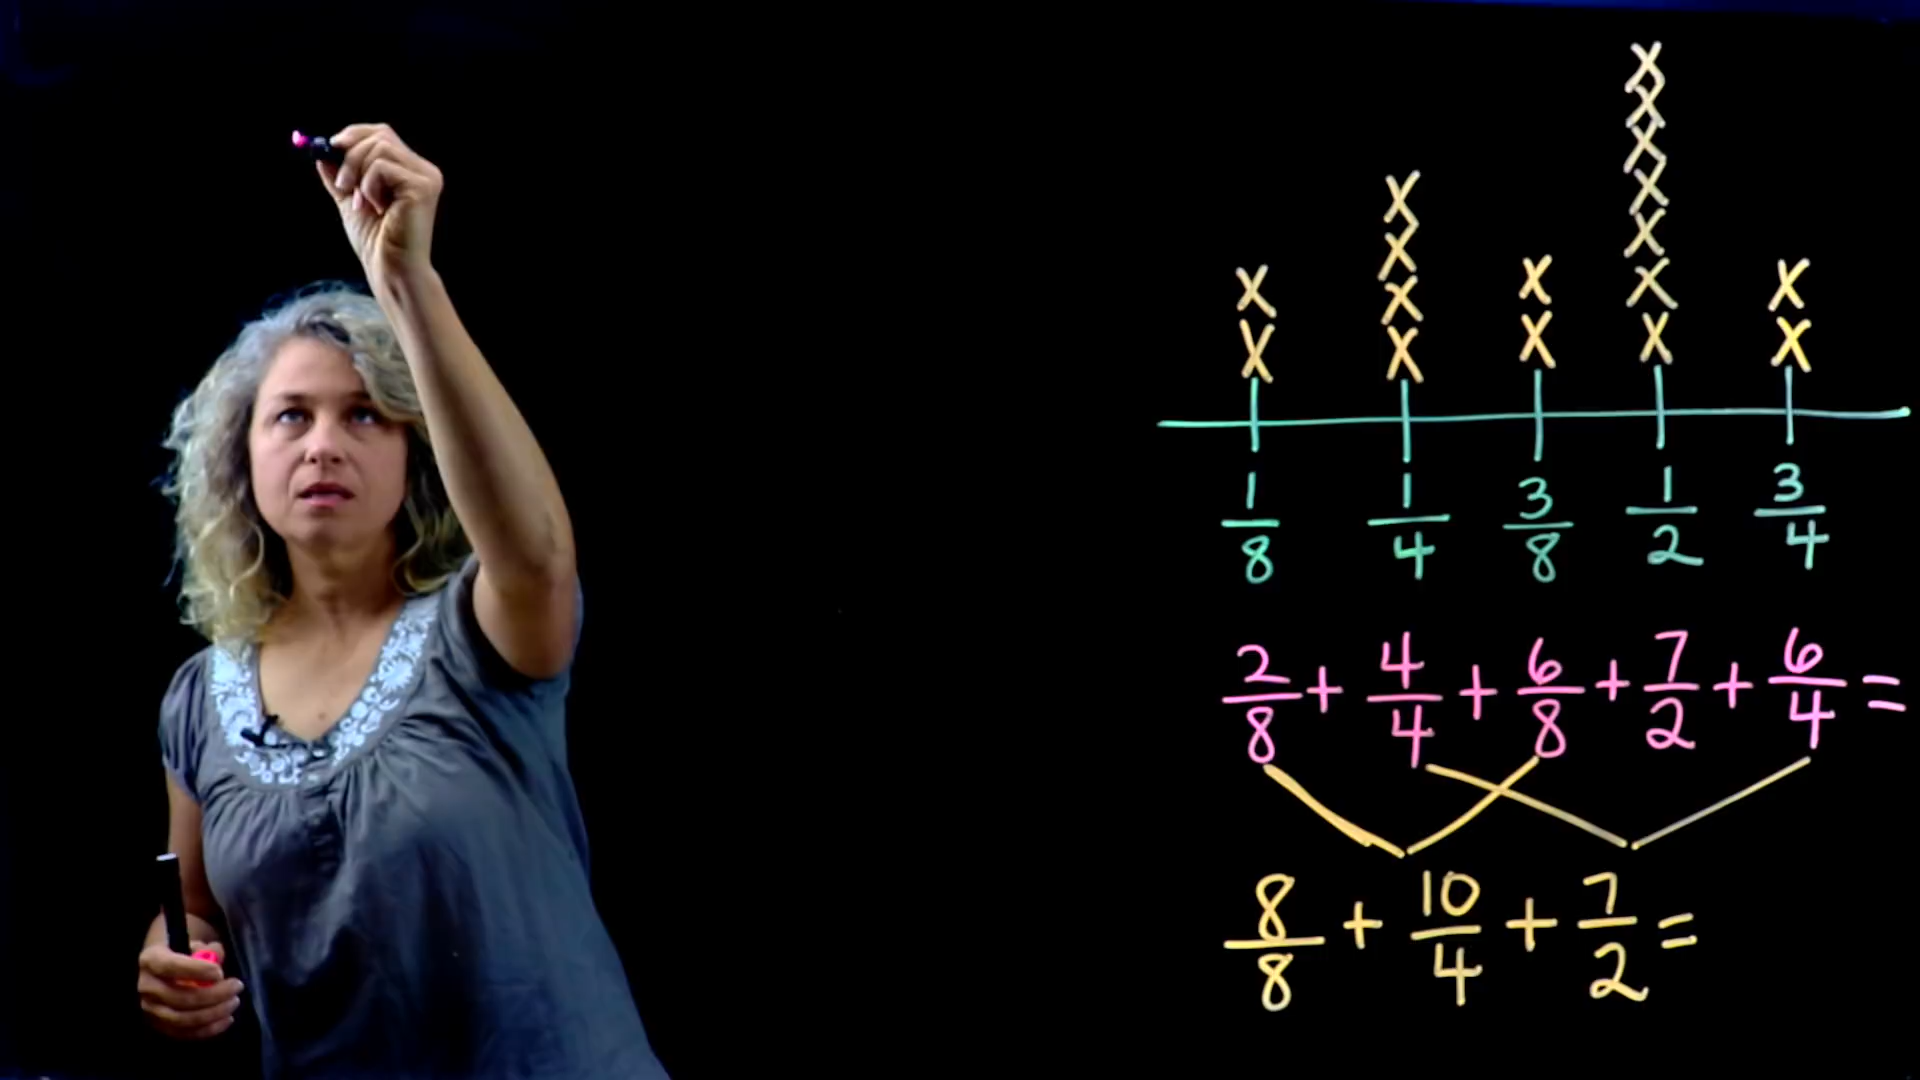 X
X
X
X X
X X
X X X X X
X X X X X
1/8 1/4 3/8 1/2 3/4
2/8 + 4/4 + 6/8 + 7/2 + 6/4 =
8/8 + 10/4 + 7/2 =